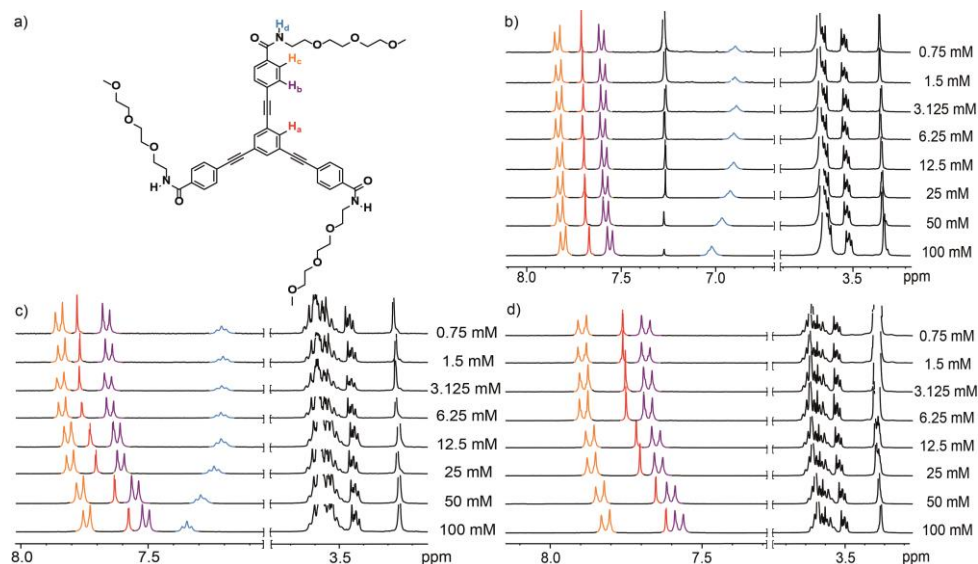 a)
Hd
N
O
O
O
O
Hc
Hb
Ha
O
O
O
N
H
O
O
N
H
O
O
O
b)
0.75 mM
1.5 mM
3.125 mM
6.25 mM
12.5 mM
25 mM
50 mM
100 mM
8.0 7.5 7.0 3.5 ppm
c)
0.75 mM
1.5 mM
3.125 mM
6.25 mM
12.5 mM
25 mM
50 mM
100 mM
8.0 7.5 3.5 ppm
d)
0.75 mM
1.5 mM
3.125 mM
6.25 mM
12.5 mM
25 mM
50 mM
100 mM
8.0 7.5 3.5 ppm